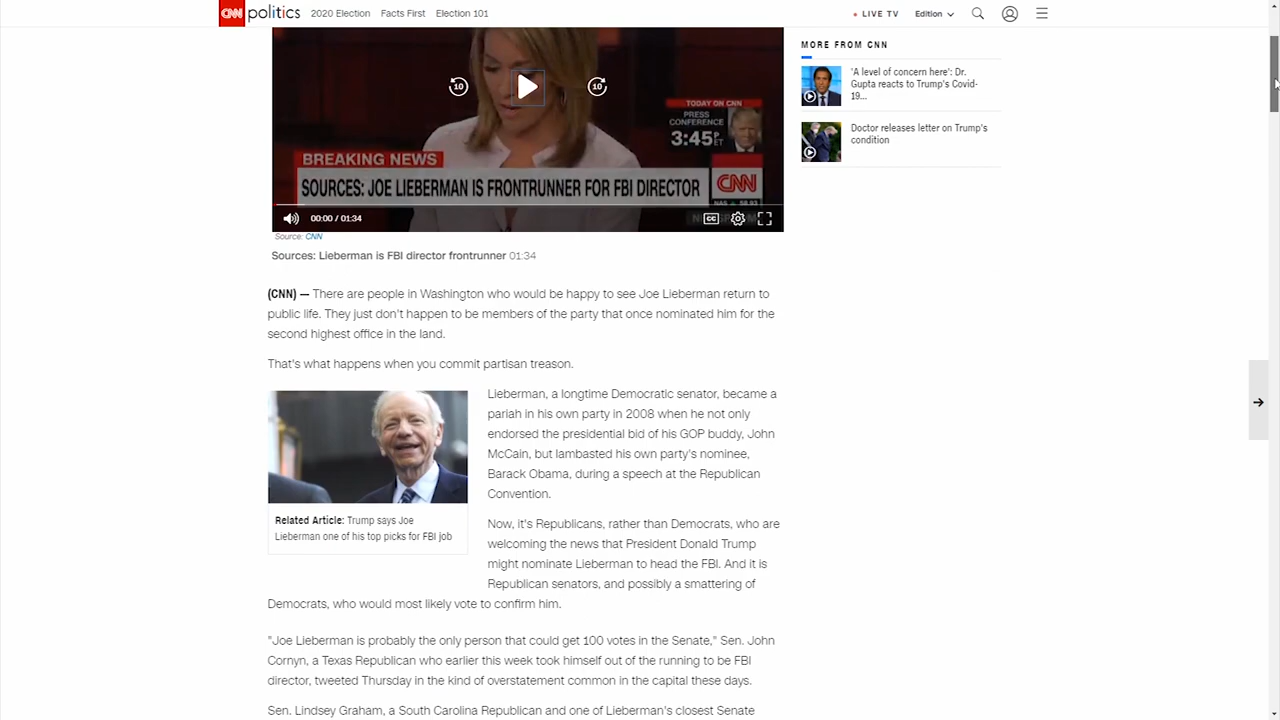 CNN politics 2020 Election Facts First Election 101 LIVE TV Edition
10 10
TODAY ON CNN
PRESS
CONFERENCE
3:45 P ET
BREAKING NEWS
SOURCES: JOE LIEBERMAN IS FRONTRUNNER FOR FBI DIRECTOR
CNN
00:00 / 01:34 CC
Source: CNN
Sources: Lieberman is FBI director frontrunner 01:34
(CNN) — There are people in Washington who would be happy to see Joe Lieberman return to
public life. They just don't happen to be members of the party that once nominated him for the
second highest office in the land.
That's what happens when you commit partisan treason.
Lieberman, a longtime Democratic senator, became a
pariah in his own party in 2008 when he not only
endorsed the presidential bid of his GOP buddy, John
McCain, but lambasted his own party's nominee,
Barack Obama, during a speech at the Republican
Convention.
Related Article: Trump says Joe
Lieberman one of his top picks for FBI job
Now, it's Republicans, rather than Democrats, who are
welcoming the news that President Donald Trump
might nominate Lieberman to head the FBI. And it is
Republican senators, and possibly a smattering of
Democrats, who would most likely vote to confirm him.
"Joe Lieberman is probably the only person that could get 100 votes in the Senate," Sen. John
Cornyn, a Texas Republican who earlier this week took himself out of the running to be FBI
director, tweeted Thursday in the kind of overstatement common in the capital these days.
Sen. Lindsey Graham, a South Carolina Republican and one of Lieberman's closest Senate
MORE FROM CNN
'A level of concern here': Dr.
Gupta reacts to Trump's Covid-
19...
Doctor releases letter on Trump's
condition